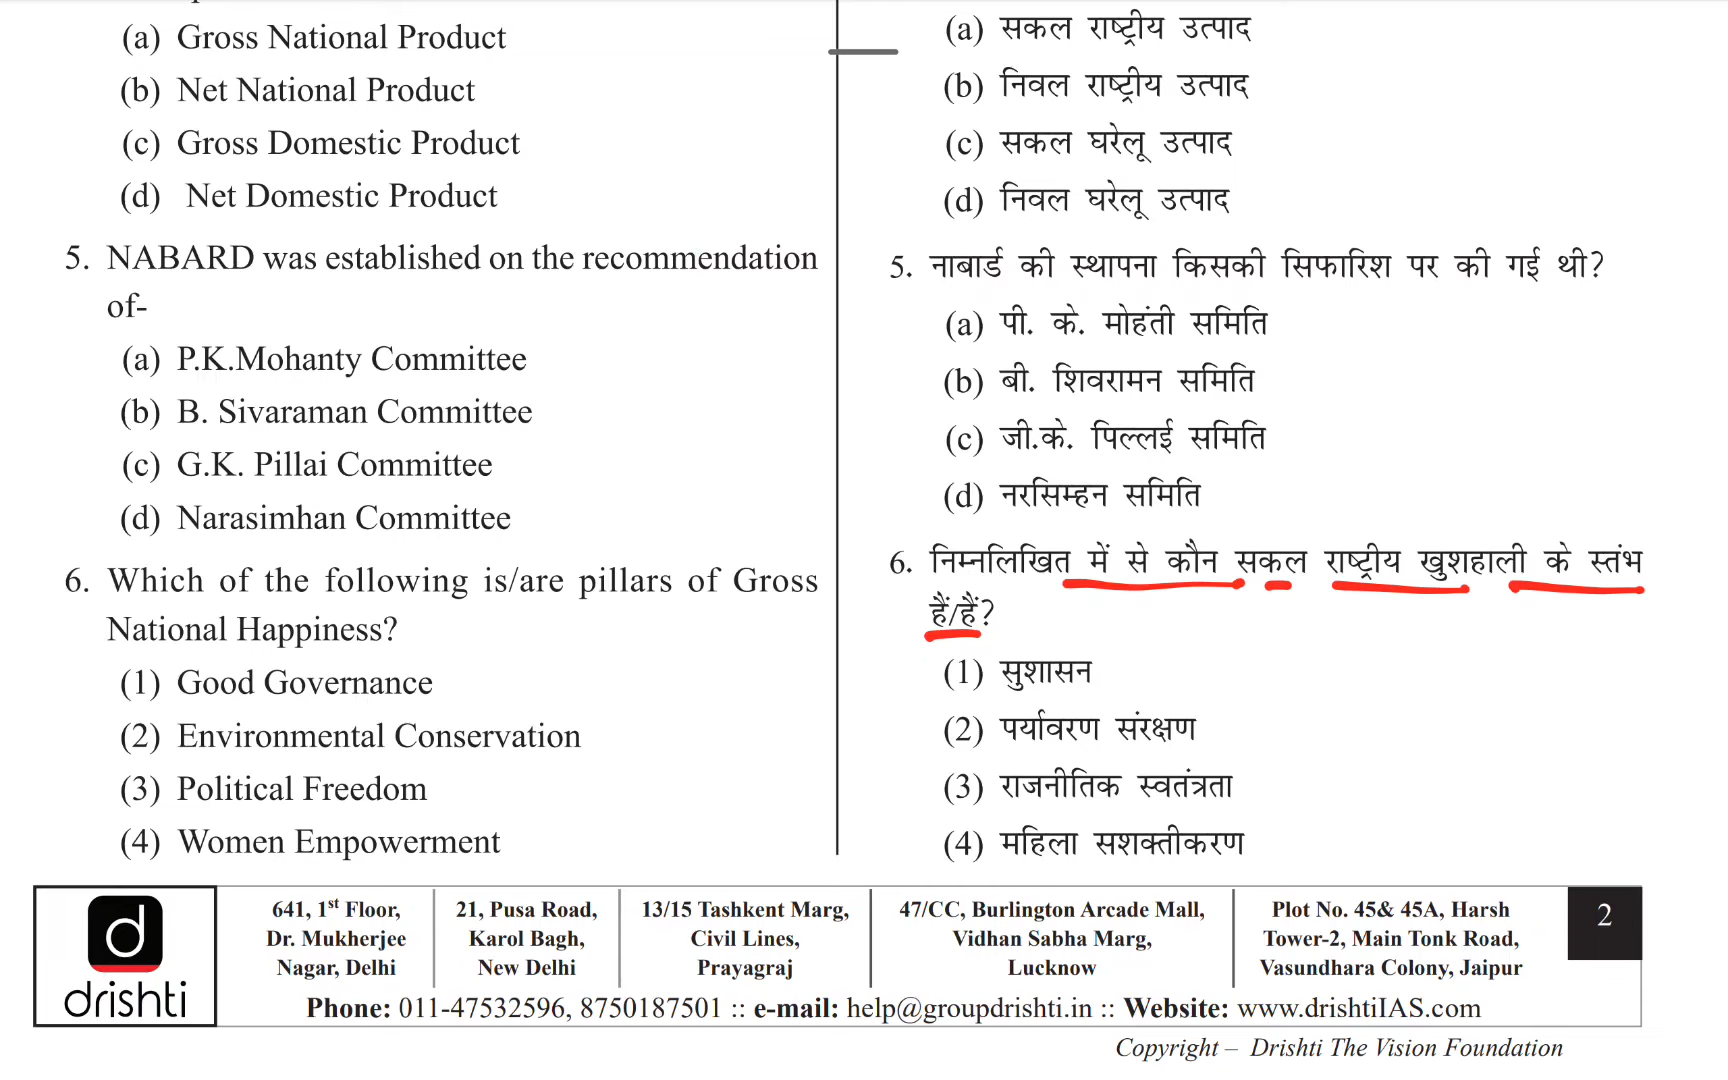 (a) Gross National Product
(b) Net National Product
(c) Gross Domestic Product
(d) Net Domestic Product
5. NABARD was established on the recommendation
of-
(a) P.K.Mohanty Committee
(b) B. Sivaraman Committee
(c) G.K. Pillai Committee
(d) Narasimhan Committee
6. Which of the following is/are pillars of Gross
National Happiness?
(1) Good Governance
(2) Environmental Conservation
(3) Political Freedom
(4) Women Empowerment
(a) सकल राष्ट्रीय उत्पाद
(b) निवल राष्ट्रीय उत्पाद
(c) सकल घरेलू उत्पाद
(d) निवल घरेलू उत्पाद
5. नाबार्ड की स्थापना किसकी सिफारिश पर की गई थी?
(a) पी. के. मोहंती समिति
(b) बी. शिवरामन समिति
(c) जी.के. पिल्लई समिति
(d) नरसिम्हन समिति
6. निम्नलिखित में से कौन सकल राष्ट्रीय खुशहाली के स्तंभ
हैं/हैं?
(1) सुशासन
(2) पर्यावरण संरक्षण
(3) राजनीतिक स्वतंत्रता
(4) महिला सशक्तीकरण
d
drishti
641, 1st Floor,
Dr. Mukherjee
Nagar, Delhi
21, Pusa Road,
Karol Bagh,
New Delhi
13/15 Tashkent Marg,
Civil Lines,
Prayagraj
47/CC, Burlington Arcade Mall,
Vidhan Sabha Marg,
Lucknow
Plot No. 45& 45A, Harsh
Tower-2, Main Tonk Road,
Vasundhara Colony, Jaipur
2
Phone: 011-47532596, 8750187501 :: e-mail: help@groupdrishti.in :: Website: www.drishtiIAS.com
Copyright – Drishti The Vision Foundation